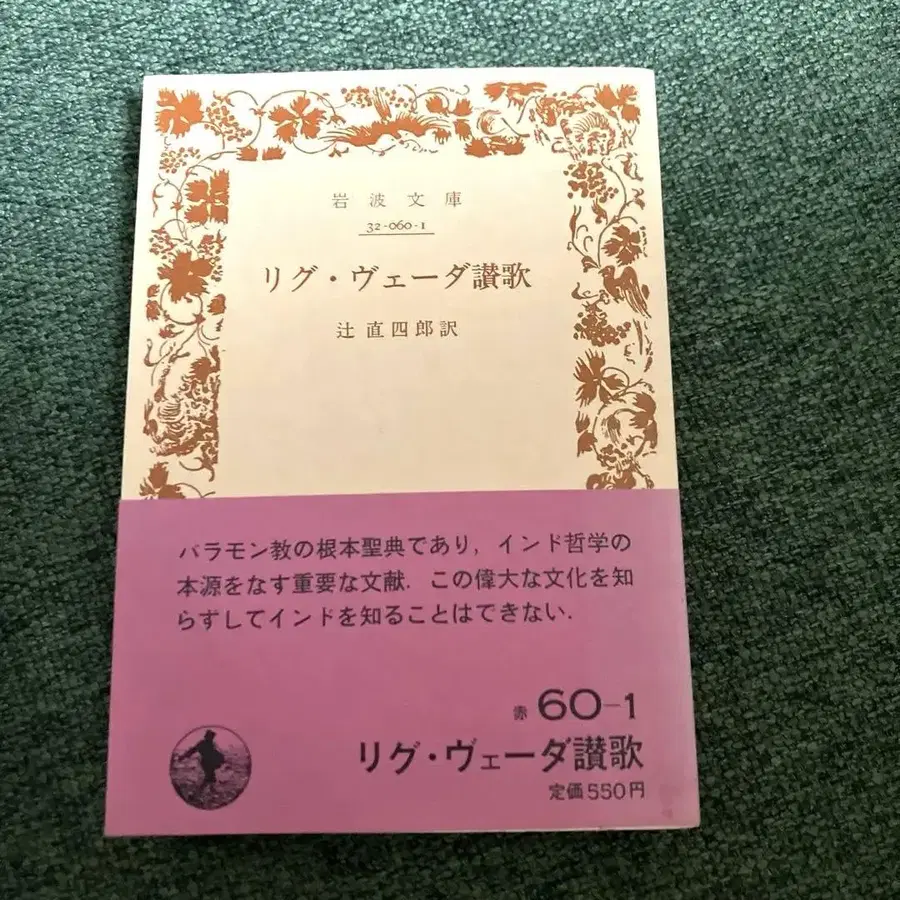 岩波文庫
32-060-1
リグ・ヴェーダ讃歌
辻直四郎訳
バラモン教の根本聖典であり，インド哲学の
本源をなす重要な文献．この偉大な文化を知
らずしてインドを知ることはできない．
赤 60-1
リグ・ヴェーダ讃歌
定価550円